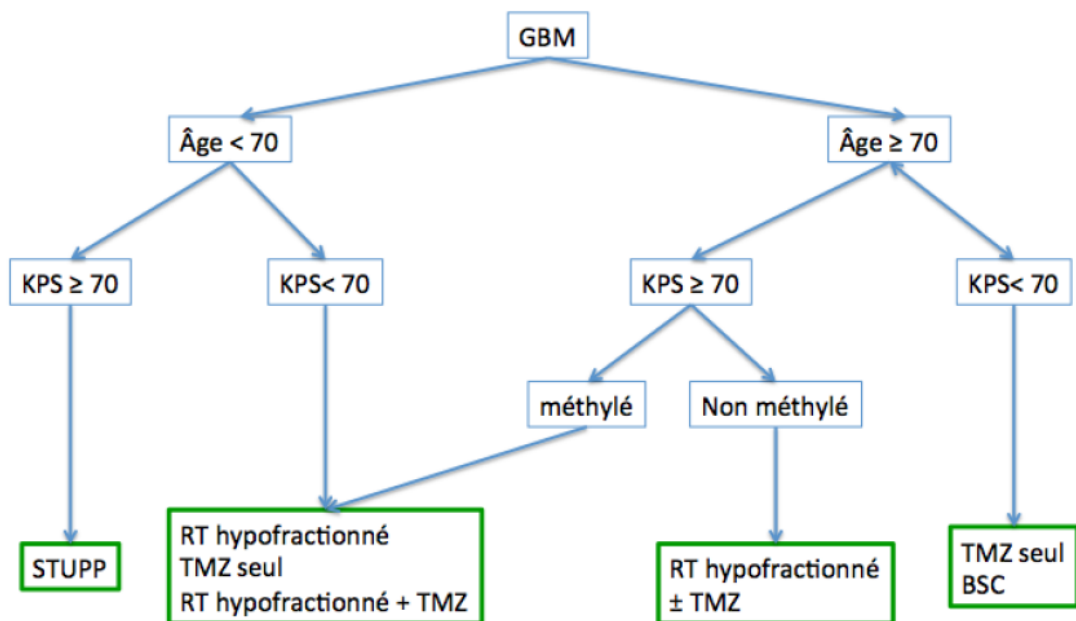 GBM
Âge < 70
Âge ≥ 70
KPS ≥ 70
KPS< 70
KPS ≥ 70
KPS< 70
méthylé
Non méthylé
STUPP
RT hypofractionné
TMZ seul
RT hypofractionné + TMZ
RT hypofractionné
± TMZ
TMZ seul
BSC